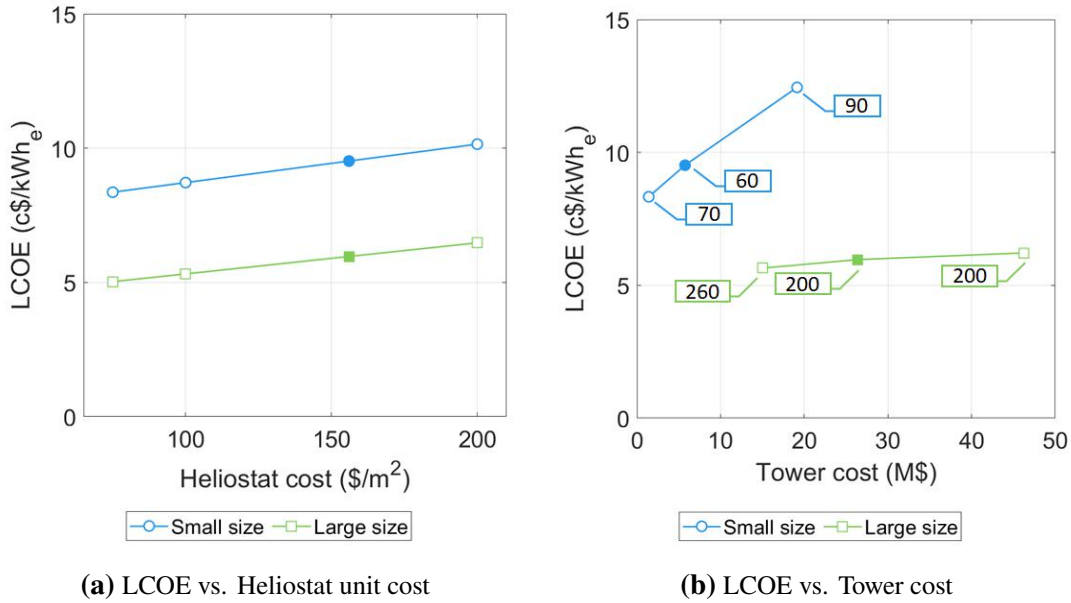 15
10
5
0
LCOE (c$/kWh_e)
100
150
200
Heliostat cost ($/m²)
Small size
Large size
(a) LCOE vs. Heliostat unit cost
15
10
5
0
LCOE (c$/kWh_e)
90
60
70
260
200
200
0
10
20
30
40
50
Tower cost (M$)
Small size
Large size
(b) LCOE vs. Tower cost